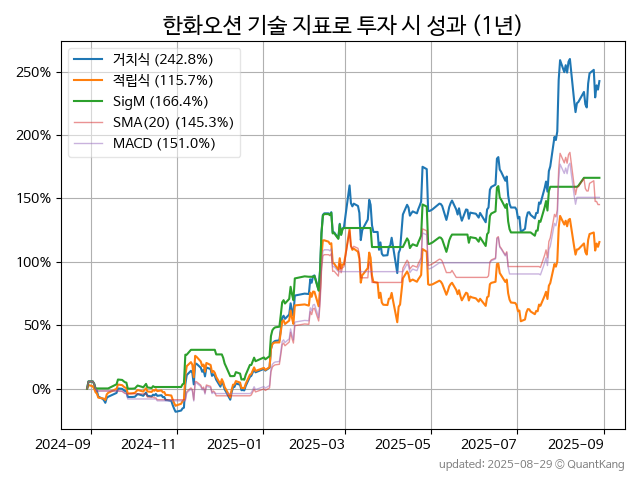 한화오션 기술 지표로 투자 시 성과 (1년)
거치식 (242.8%)
적립식 (115.7%)
SigM (166.4%)
SMA(20) (145.3%)
MACD (151.0%)
250%
200%
150%
100%
50%
0%
2024-09 2024-11 2025-01 2025-03 2025-05 2025-07 2025-09
updated: 2025-08-29 © QuantKang